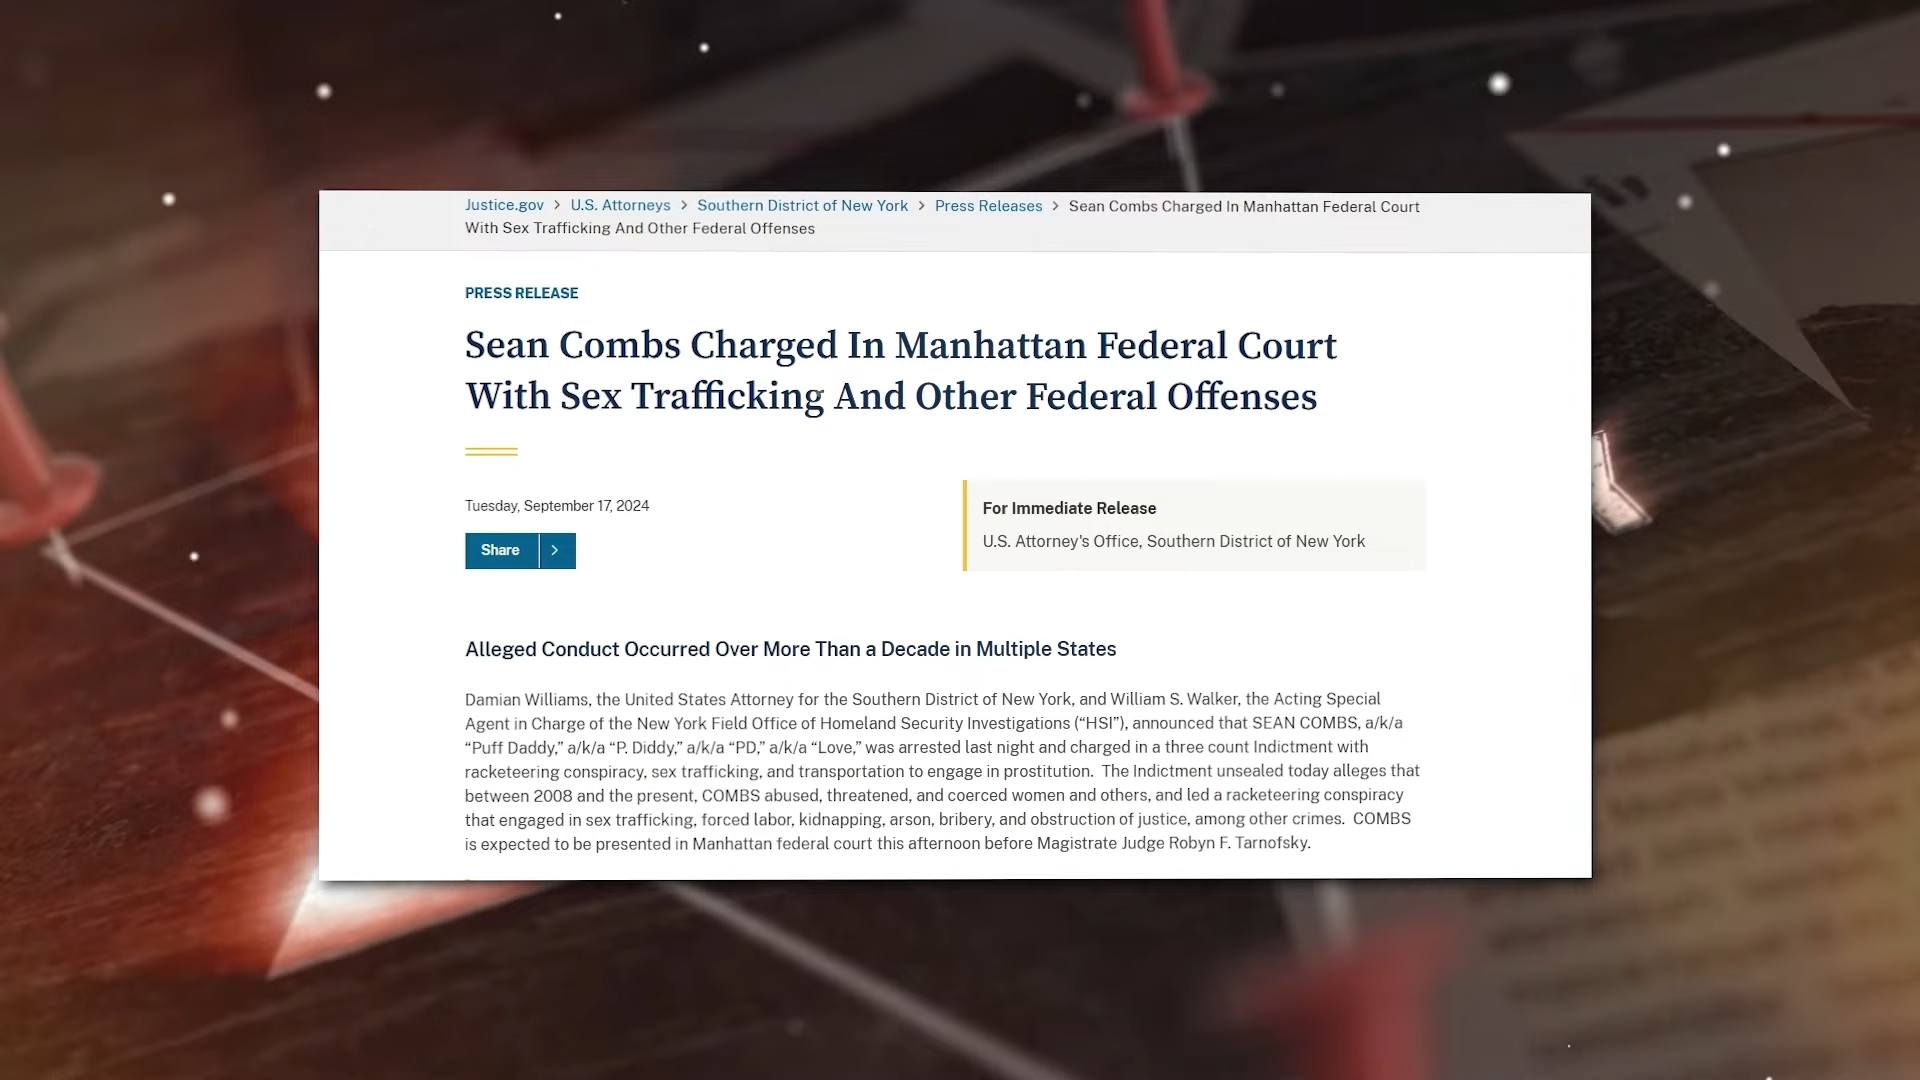 Justice.gov > U.S. Attorneys > Southern District of New York > Press Releases > Sean Combs Charged In Manhattan Federal Court
With Sex Trafficking And Other Federal Offenses
PRESS RELEASE
Sean Combs Charged In Manhattan Federal Court
With Sex Trafficking And Other Federal Offenses
Tuesday, September 17, 2024
Share >
For Immediate Release
U.S. Attorney's Office, Southern District of New York
Alleged Conduct Occurred Over More Than a Decade in Multiple States
Damian Williams, the United States Attorney for the Southern District of New York, and William S. Walker, the Acting Special
Agent in Charge of the New York Field Office of Homeland Security Investigations (“HSI”), announced that SEAN COMBS, a/k/a
“Puff Daddy,” a/k/a “P. Diddy,” a/k/a “PD,” a/k/a “Love,” was arrested last night and charged in a three count Indictment with
racketeering conspiracy, sex trafficking, and transportation to engage in prostitution.  The Indictment unsealed today alleges that
between 2008 and the present, COMBS abused, threatened, and coerced women and others, and led a racketeering conspiracy
that engaged in sex trafficking, forced labor, kidnapping, arson, bribery, and obstruction of justice, among other crimes.  COMBS
is expected to be presented in Manhattan federal court this afternoon before Magistrate Judge Robyn F. Tarnofsky.